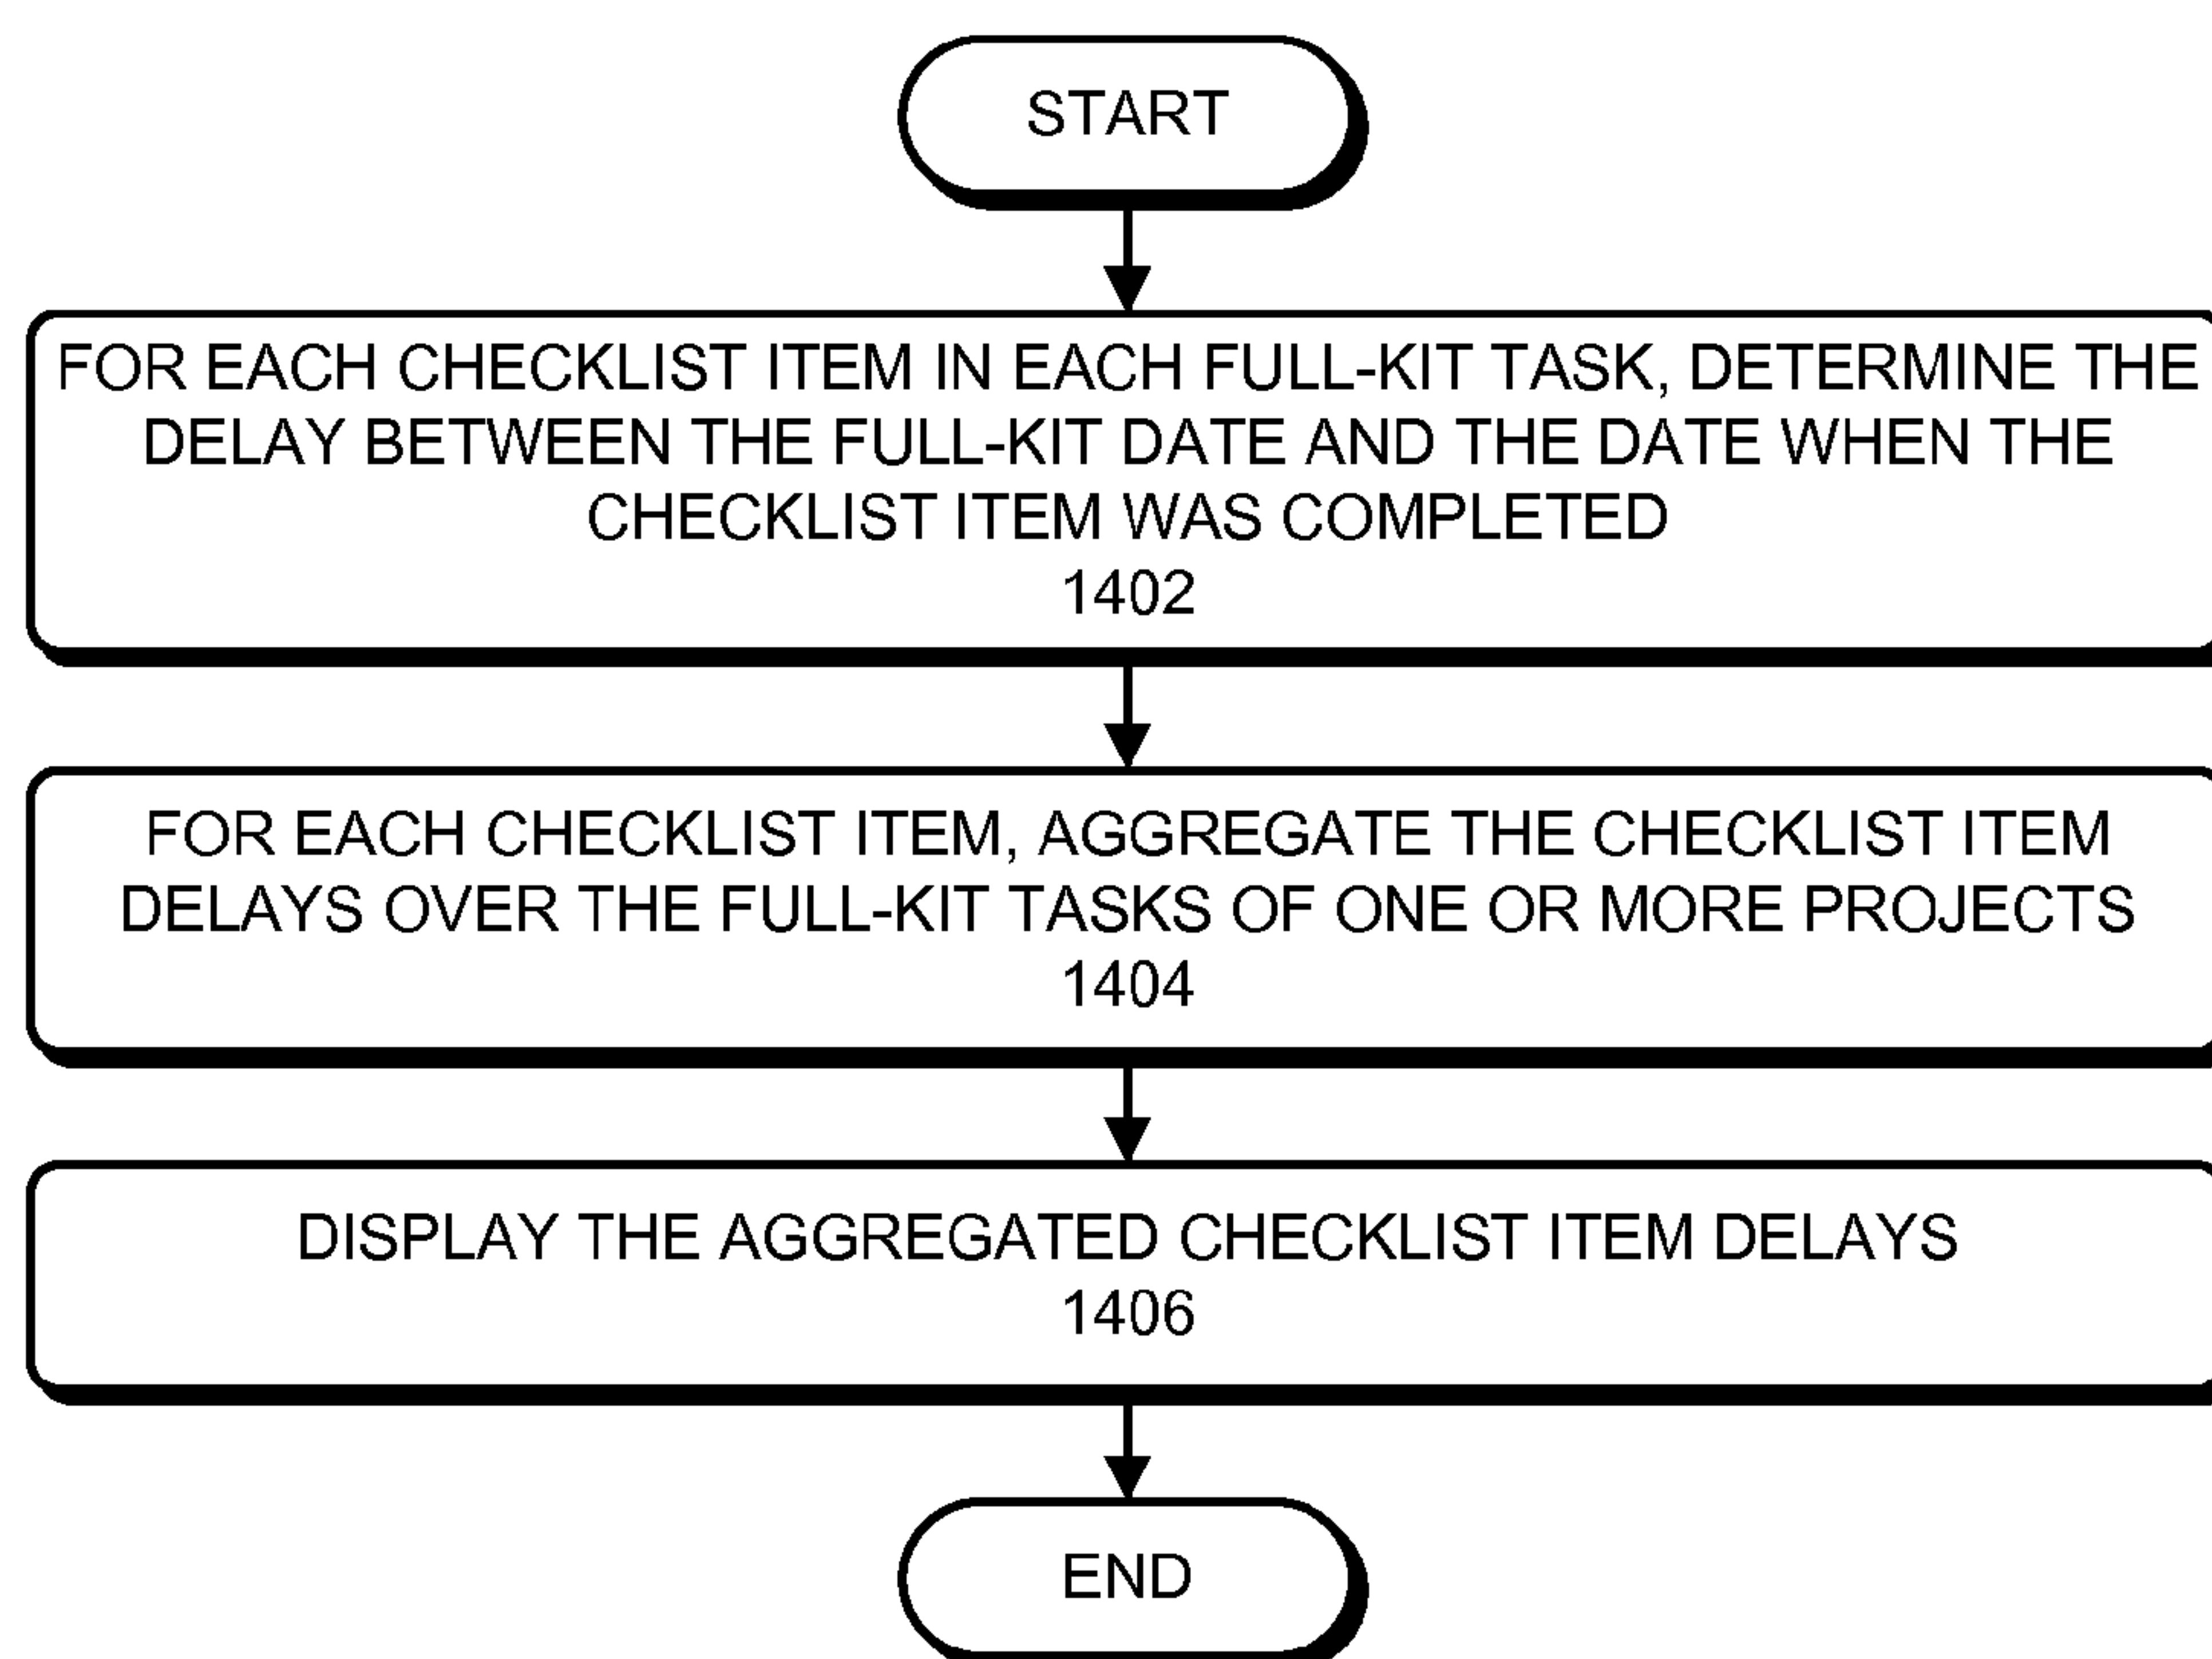 START
FOR EACH CHECKLIST ITEM IN EACH FULL-KIT TASK, DETERMINE THE
DELAY BETWEEN THE FULL-KIT DATE AND THE DATE WHEN THE
CHECKLIST ITEM WAS COMPLETED
1402
FOR EACH CHECKLIST ITEM, AGGREGATE THE CHECKLIST ITEM
DELAYS OVER THE FULL-KIT TASKS OF ONE OR MORE PROJECTS
1404
DISPLAY THE AGGREGATED CHECKLIST ITEM DELAYS
1406
END